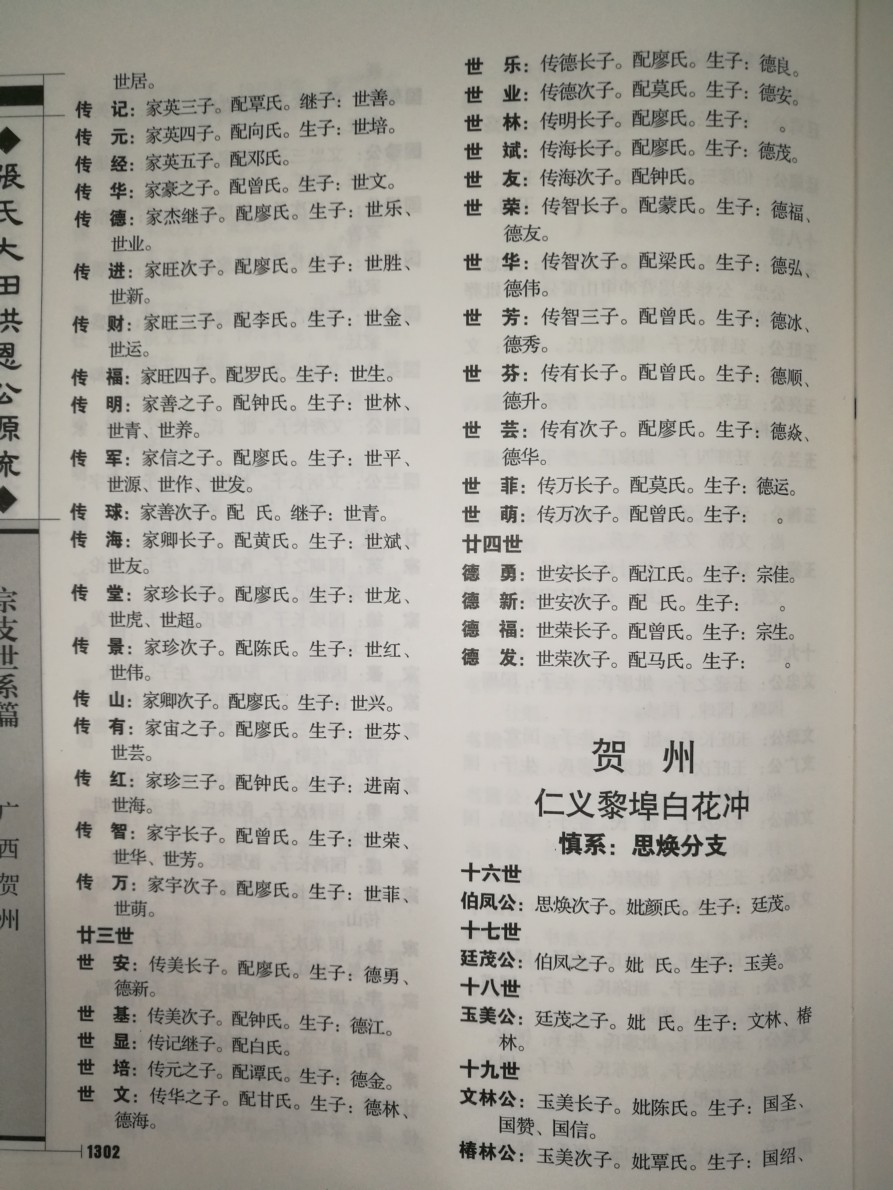 張氏大田洪恩公源流
宗支世系篇
广西贺州
世居。
传　记：家英三子。配覃氏。继子：世善。
传　元：家英四子。配向氏。生子：世培。
传　经：家英五子。配邓氏。
传　华：家豪之子。配曾氏。生子：世文。
传　德：家杰继子。配廖氏。生子：世乐、
世业。
传　进：家旺次子。配廖氏。生子：世胜、
世新。
传　财：家旺三子。配李氏。生子：世金、
世运。
传　福：家旺四子。配罗氏。生子：世生。
传　明：家善之子。配钟氏。生子：世林、
世青、世养。
传　军：家信之子。配廖氏。生子：世平、
世源、世作、世发。
传　球：家善次子。配　氏。继子：世青。
传　海：家卿长子。配黄氏。生子：世斌、
世友。
传　堂：家珍长子。配廖氏。生子：世龙、
世虎、世超。
传　景：家珍次子。配陈氏。生子：世红、
世伟。
传　山：家卿次子。配廖氏。生子：世兴。
传　有：家宙之子。配廖氏。生子：世芬、
世芸。
传　红：家珍三子。配钟氏。生子：进南、
世海。
传　智：家宇长子。配曾氏。生子：世荣、
世华、世芳。
传　万：家宇次子。配廖氏。生子：世菲、
世萌。
廿三世
世　安：传美长子。配廖氏。生子：德勇、
德新。
世　基：传美次子。配钟氏。生子：德江。
世　显：传记继子。配白氏。
世　培：传元之子。配谭氏。生子：德金。
世　文：传华之子。配甘氏。生子：德林、
德海。
1302
世　乐：传德长子。配廖氏。生子：德良。
世　业：传德次子。配莫氏。生子：德安。
世　林：传明长子。配廖氏。生子：　。
世　斌：传海长子。配廖氏。生子：德茂。
世　友：传海次子。配钟氏。
世　荣：传智长子。配蒙氏。生子：德福、
德友。
世　华：传智次子。配梁氏。生子：德弘、
德伟。
世　芳：传智三子。配曾氏。生子：德冰、
德秀。
世　芬：传有长子。配曾氏。生子：德顺、
德升。
世　芸：传有次子。配廖氏。生子：德焱、
德华。
世　菲：传万长子。配莫氏。生子：德运。
世　萌：传万次子。配曾氏。生子：　。
廿四世
德　勇：世安长子。配江氏。生子：宗佳。
德　新：世安次子。配　氏。生子：　。
德　福：世荣长子。配曾氏。生子：宗生。
德　发：世荣次子。配马氏。生子：　。
贺　州
仁义黎埠白花冲
慎系：思焕分支
十六世
伯凤公：思焕次子。妣颜氏。生子：廷茂。
十七世
廷茂公：伯凤之子。妣　氏。生子：玉美。
十八世
玉美公：廷茂之子。妣　氏。生子：文林、椿
林。
十九世
文林公：玉美长子。妣陈氏。生子：国圣、
国赞、国信。
椿林公：玉美次子。妣覃氏。生子：国绍、